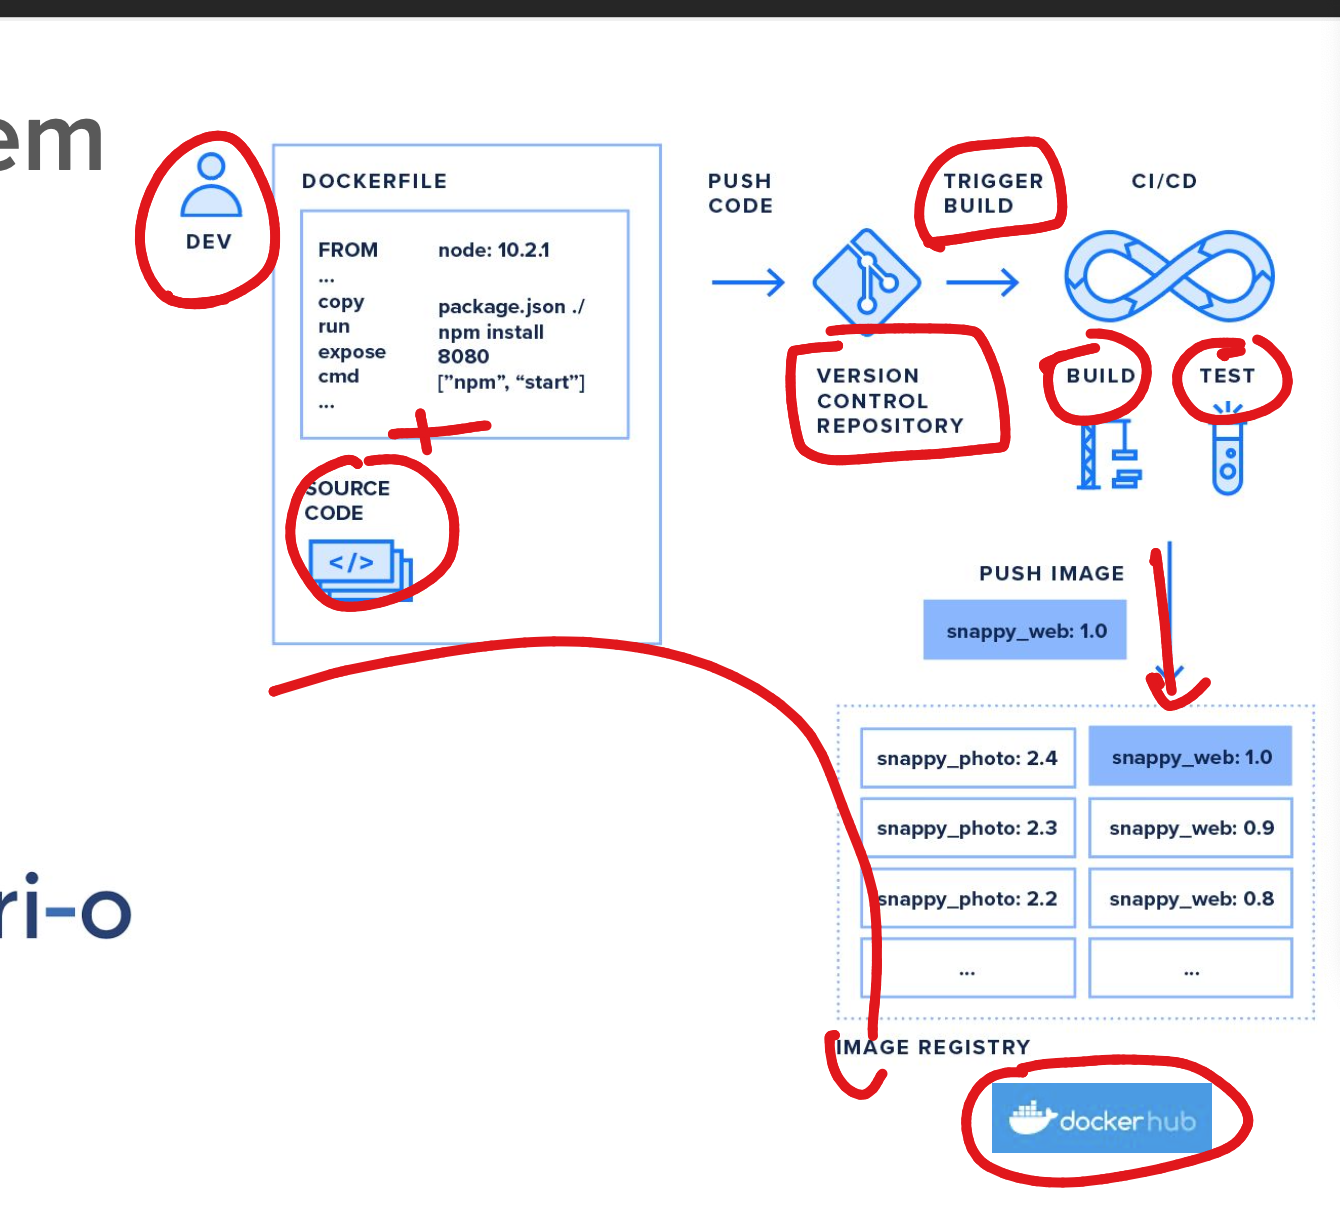 em
DEV
DOCKERFILE
FROM node: 10.2.1
...
copy package.json ./
run npm install
expose 8080
cmd ["npm", "start"]
...
SOURCE
CODE
</>
PUSH
CODE
VERSION
CONTROL
REPOSITORY
TRIGGER
BUILD
CI/CD
BUILD
TEST
PUSH IMAGE
snappy_web: 1.0
snappy_photo: 2.4 snappy_web: 1.0
snappy_photo: 2.3 snappy_web: 0.9
snappy_photo: 2.2 snappy_web: 0.8
... ...
IMAGE REGISTRY
dockerhub
ri-o